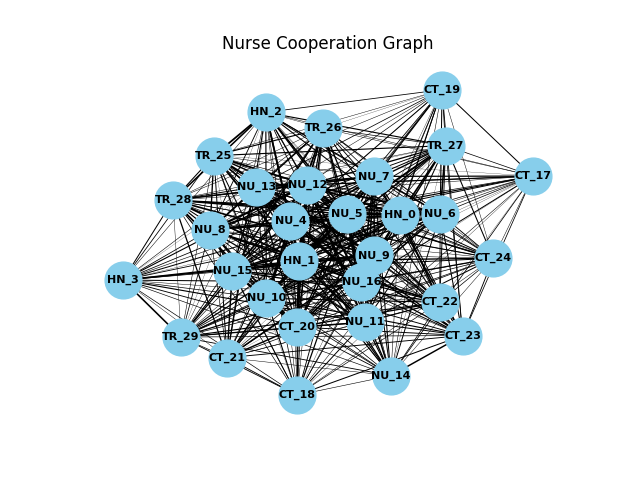 Nurse Cooperation Graph
CT_19
HN_2
TR_26
TR_27
TR_25
CT_17
NU_7
NU_12
NU_13
TR_28
NU_5
HN_0
NU_6
NU_4
NU_8
NU_9
CT_24
HN_1
NU_15
HN_3
NU_16
NU_10
CT_22
NU_11
CT_20
CT_23
TR_29
CT_21
NU_14
CT_18